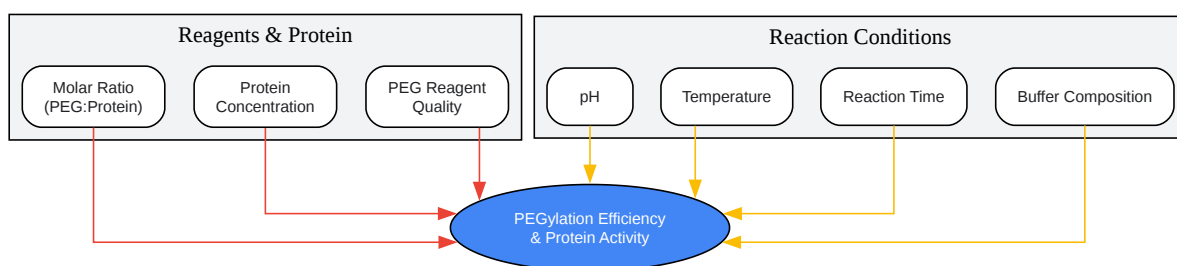 Reagents & Protein
Molar Ratio
(PEG:Protein)
Protein
Concentration
PEG Reagent
Quality
Reaction Conditions
pH
Temperature
Reaction Time
Buffer Composition
PEGylation Efficiency
& Protein Activity